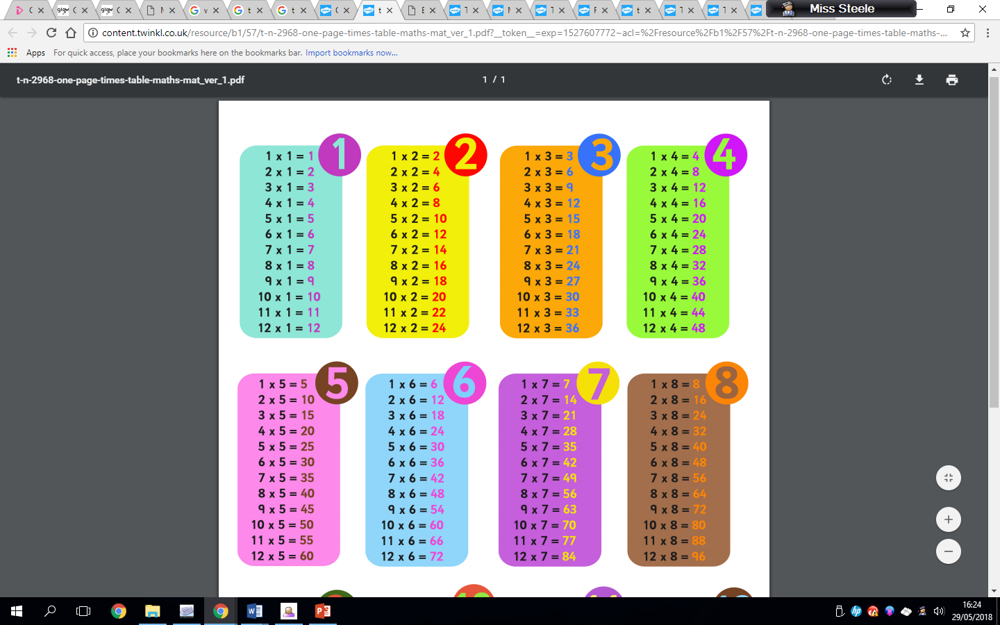 C
C
C
M
v
t
t
C
t
E
T
M
T
F
t
T
T
Miss Steele
content.twinkl.co.uk/resource/b1/57/t-n-2968-one-page-times-table-maths-mat_ver_1.pdf?__token__=exp=1527607772~acl=%2Fresource%2Fb1%2F57%2Ft-n-2968-one-page-times-table-maths-...
Apps For quick access, place your bookmarks here on the bookmarks bar. Import bookmarks now...
t-n-2968-one-page-times-table-maths-mat_ver_1.pdf
1 / 1
1
1 x 1 = 1
2 x 1 = 2
3 x 1 = 3
4 x 1 = 4
5 x 1 = 5
6 x 1 = 6
7 x 1 = 7
8 x 1 = 8
9 x 1 = 9
10 x 1 = 10
11 x 1 = 11
12 x 1 = 12
2
1 x 2 = 2
2 x 2 = 4
3 x 2 = 6
4 x 2 = 8
5 x 2 = 10
6 x 2 = 12
7 x 2 = 14
8 x 2 = 16
9 x 2 = 18
10 x 2 = 20
11 x 2 = 22
12 x 2 = 24
3
1 x 3 = 3
2 x 3 = 6
3 x 3 = 9
4 x 3 = 12
5 x 3 = 15
6 x 3 = 18
7 x 3 = 21
8 x 3 = 24
9 x 3 = 27
10 x 3 = 30
11 x 3 = 33
12 x 3 = 36
4
1 x 4 = 4
2 x 4 = 8
3 x 4 = 12
4 x 4 = 16
5 x 4 = 20
6 x 4 = 24
7 x 4 = 28
8 x 4 = 32
9 x 4 = 36
10 x 4 = 40
11 x 4 = 44
12 x 4 = 48
5
1 x 5 = 5
2 x 5 = 10
3 x 5 = 15
4 x 5 = 20
5 x 5 = 25
6 x 5 = 30
7 x 5 = 35
8 x 5 = 40
9 x 5 = 45
10 x 5 = 50
11 x 5 = 55
12 x 5 = 60
6
1 x 6 = 6
2 x 6 = 12
3 x 6 = 18
4 x 6 = 24
5 x 6 = 30
6 x 6 = 36
7 x 6 = 42
8 x 6 = 48
9 x 6 = 54
10 x 6 = 60
11 x 6 = 66
12 x 6 = 72
7
1 x 7 = 7
2 x 7 = 14
3 x 7 = 21
4 x 7 = 28
5 x 7 = 35
6 x 7 = 42
7 x 7 = 49
8 x 7 = 56
9 x 7 = 63
10 x 7 = 70
11 x 7 = 77
12 x 7 = 84
8
1 x 8 = 8
2 x 8 = 16
3 x 8 = 24
4 x 8 = 32
5 x 8 = 40
6 x 8 = 48
7 x 8 = 56
8 x 8 = 64
9 x 8 = 72
10 x 8 = 80
11 x 8 = 88
12 x 8 = 96
16:24
29/05/2018